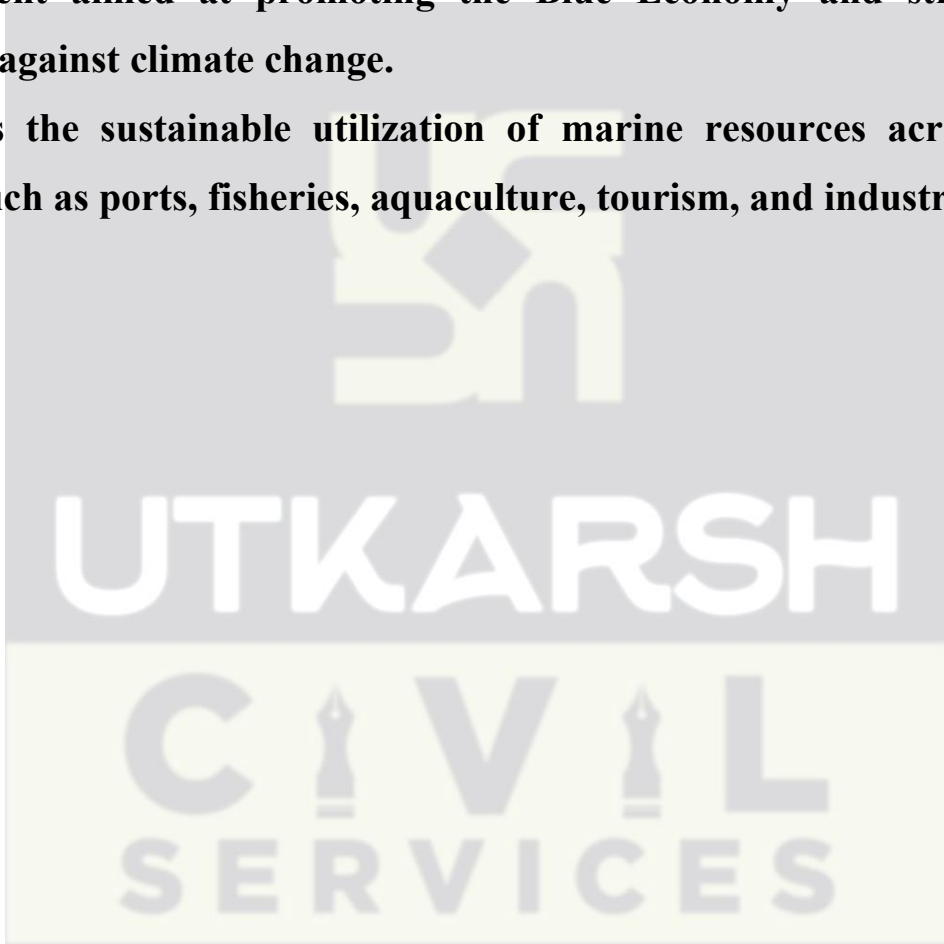 ent aimed at promoting the Blue Economy and
against climate change.
s the sustainable utilization of marine resources acr
ch as ports, fisheries, aquaculture, tourism, and industr
UTKARSH
CIVIL
SERVICES